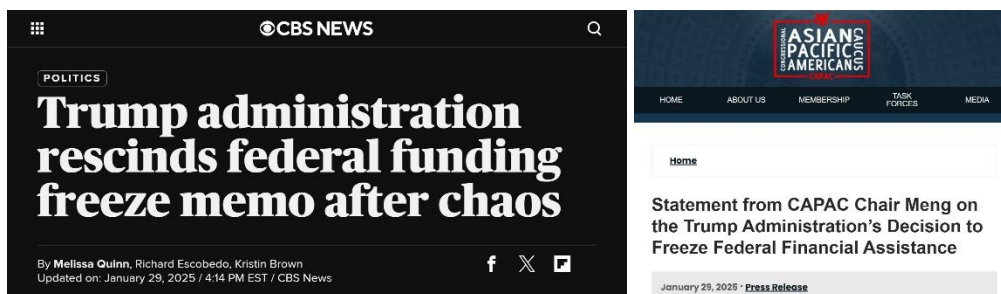 CBS NEWS
POLITICS
Trump administration
rescinds federal funding
freeze memo after chaos
By Melissa Quinn, Richard Escobedo, Kristin Brown
Updated on: January 29, 2025 / 4:14 PM EST / CBS News
CONGRESSIONAL
ASIAN
PACIFIC
AMERICANS
CAUCUS
CAPAC
HOME ABOUT US MEMBERSHIP TASK FORCES MEDIA
Home
Statement from CAPAC Chair Meng on
the Trump Administration's Decision to
Freeze Federal Financial Assistance
January 29, 2025 · Press Release